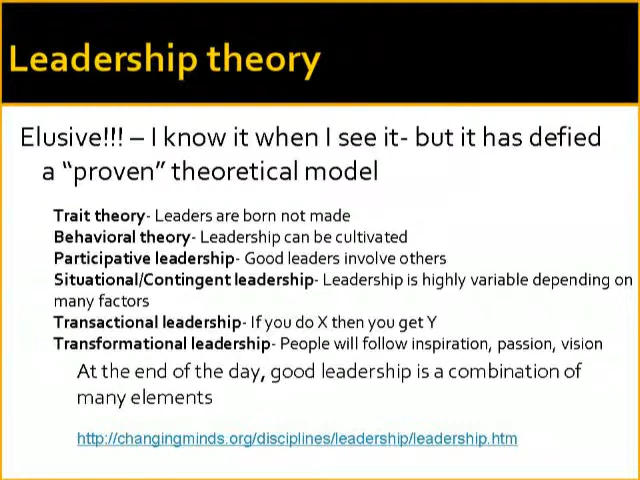 Leadership theory
Elusive!!! – I know it when I see it- but it has defied
a “proven” theoretical model
Trait theory- Leaders are born not made
Behavioral theory- Leadership can be cultivated
Participative leadership- Good leaders involve others
Situational/Contingent leadership- Leadership is highly variable depending on
many factors
Transactional leadership- If you do X then you get Y
Transformational leadership- People will follow inspiration, passion, vision
At the end of the day, good leadership is a combination of
many elements
http://changingminds.org/disciplines/leadership/leadership.htm